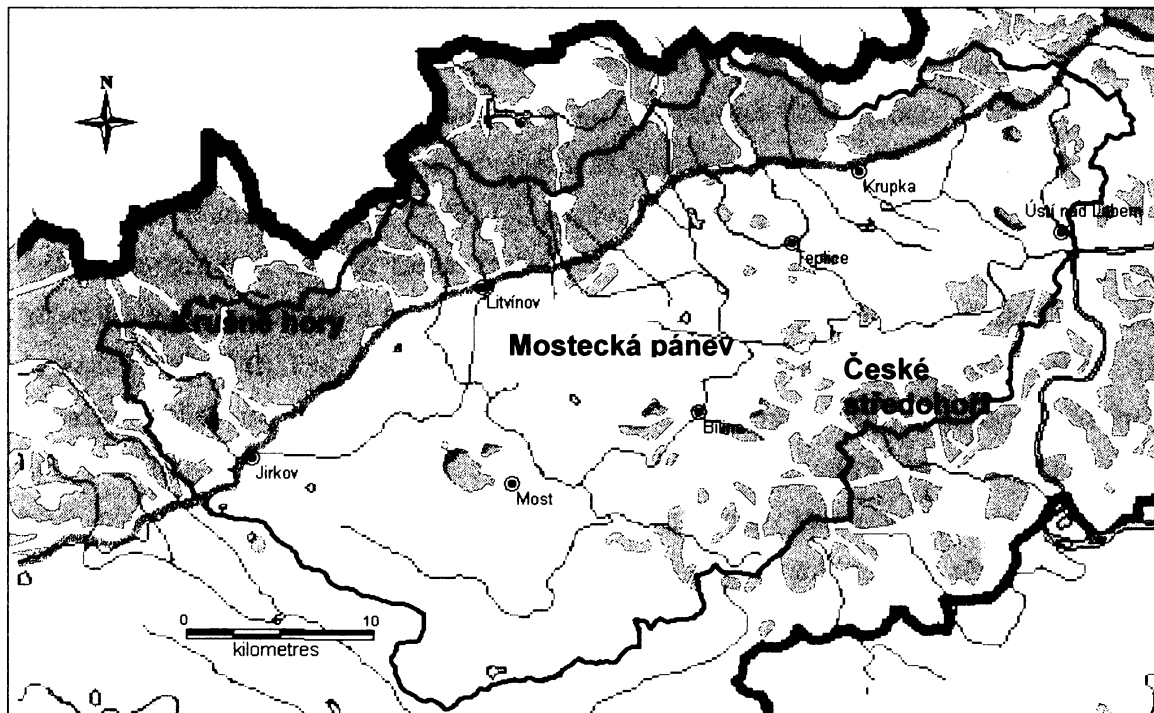 N
Krupka
Ústí nad Labem
Teplice
Litvínov
Krušné hory
Mostecká pánev
České
středohoří
Bílina
Jirkov
Most
0 5 10
kilometres